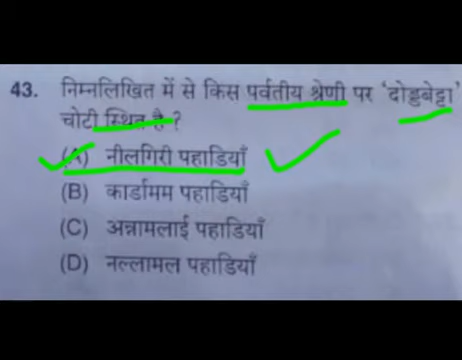 43. निम्नलिखित में से किस पर्वतीय श्रेणी पर 'दोड्डबेट्टा'
चोटी स्थित है ?
(A) नीलगिरी पहाडियाँ
(B) कार्डामम पहाडियाँ
(C) अन्नामलाई पहाडियाँ
(D) नल्लामल पहाडियाँ